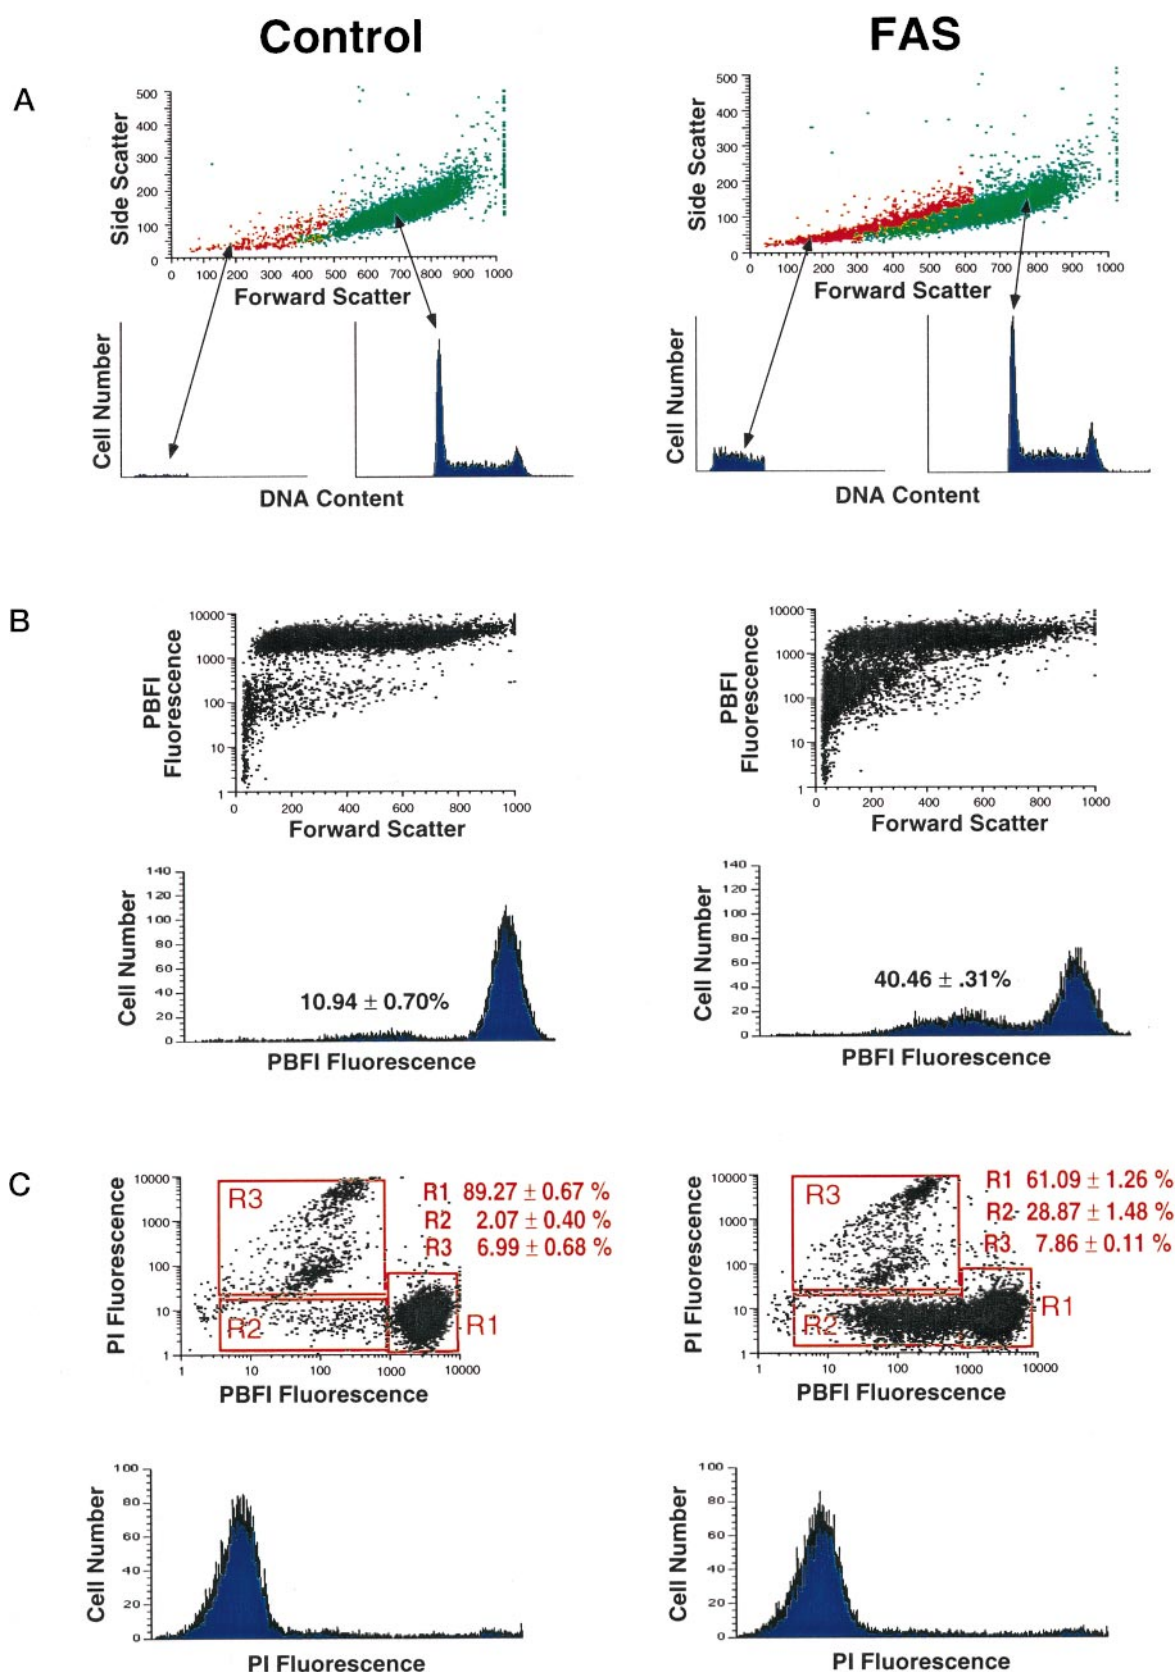 Control
FAS
A
Side Scatter
500
400
300
200
100
0
0 100 200 300 400 500 600 700 800 900 1000
Forward Scatter
Side Scatter
500
400
300
200
100
0
0 100 200 300 400 500 600 700 800 900 1000
Forward Scatter
Cell Number
DNA Content
Cell Number
DNA Content
B
PBFI
Fluorescence
10000
1000
100
10
1
0 200 400 600 800 1000
Forward Scatter
PBFI
Fluorescence
10000
1000
100
10
1
0 200 400 600 800 1000
Forward Scatter
Cell Number
140
120
100
80
60
40
20
0
10.94 ± 0.70%
PBFI Fluorescence
Cell Number
140
120
100
80
60
40
20
0
40.46 ± .31%
PBFI Fluorescence
C
PI Fluorescence
10000
1000
100
10
1
R3
R2
R1
R1 89.27 ± 0.67 %
R2 2.07 ± 0.40 %
R3 6.99 ± 0.68 %
1 10 100 1000 10000
PBFI Fluorescence
PI Fluorescence
10000
1000
100
10
1
R3
R2
R1
R1 61.09 ± 1.26 %
R2 28.87 ± 1.48 %
R3 7.86 ± 0.11 %
1 10 100 1000 10000
PBFI Fluorescence
Cell Number
100
80
60
40
20
0
PI Fluorescence
Cell Number
100
80
60
40
20
0
PI Fluorescence